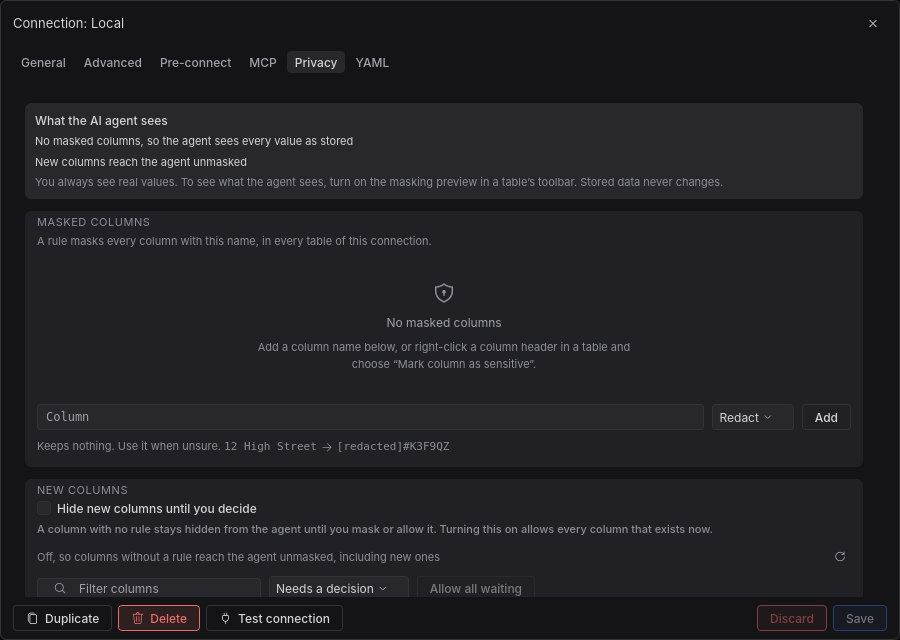 Connection: Local
General Advanced Pre-connect MCP Privacy YAML
What the AI agent sees
No masked columns, so the agent sees every value as stored
New columns reach the agent unmasked
You always see real values. To see what the agent sees, turn on the masking preview in a table's toolbar. Stored data never changes.
MASKED COLUMNS
A rule masks every column with this name, in every table of this connection.
No masked columns
Add a column name below, or right-click a column header in a table and
choose “Mark column as sensitive”.
Column Redact Add
Keeps nothing. Use it when unsure. 12 High Street → [redacted]#K3F9QZ
NEW COLUMNS
Hide new columns until you decide
A column with no rule stays hidden from the agent until you mask or allow it. Turning this on allows every column that exists now.
Off, so columns without a rule reach the agent unmasked, including new ones
Filter columns Needs a decision Allow all waiting
Duplicate Delete Test connection Discard Save